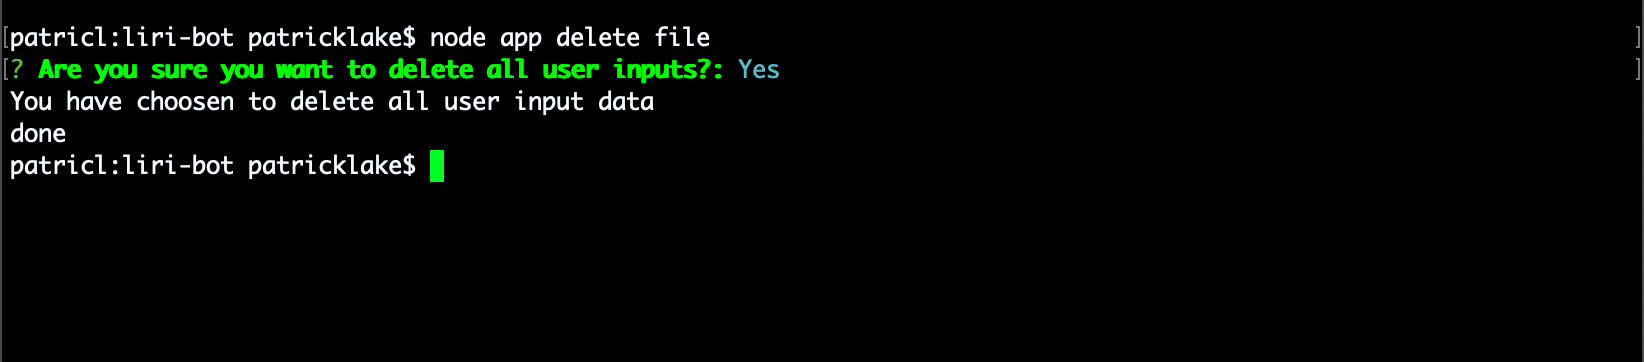 [patricl:liri-bot patricklake$ node app delete file ]
[? Are you sure you want to delete all user inputs?: Yes ]
You have choosen to delete all user input data
done
patricl:liri-bot patricklake$